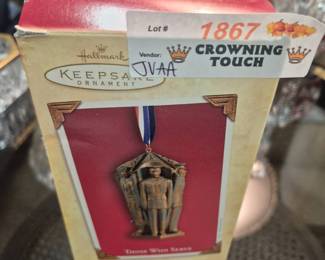 Lot #
1867
Vendor:
JVAA
CROWNING
TOUCH
Hallmark
KEEPSAKE
ORNAMENT
THOSE WHO SERVE